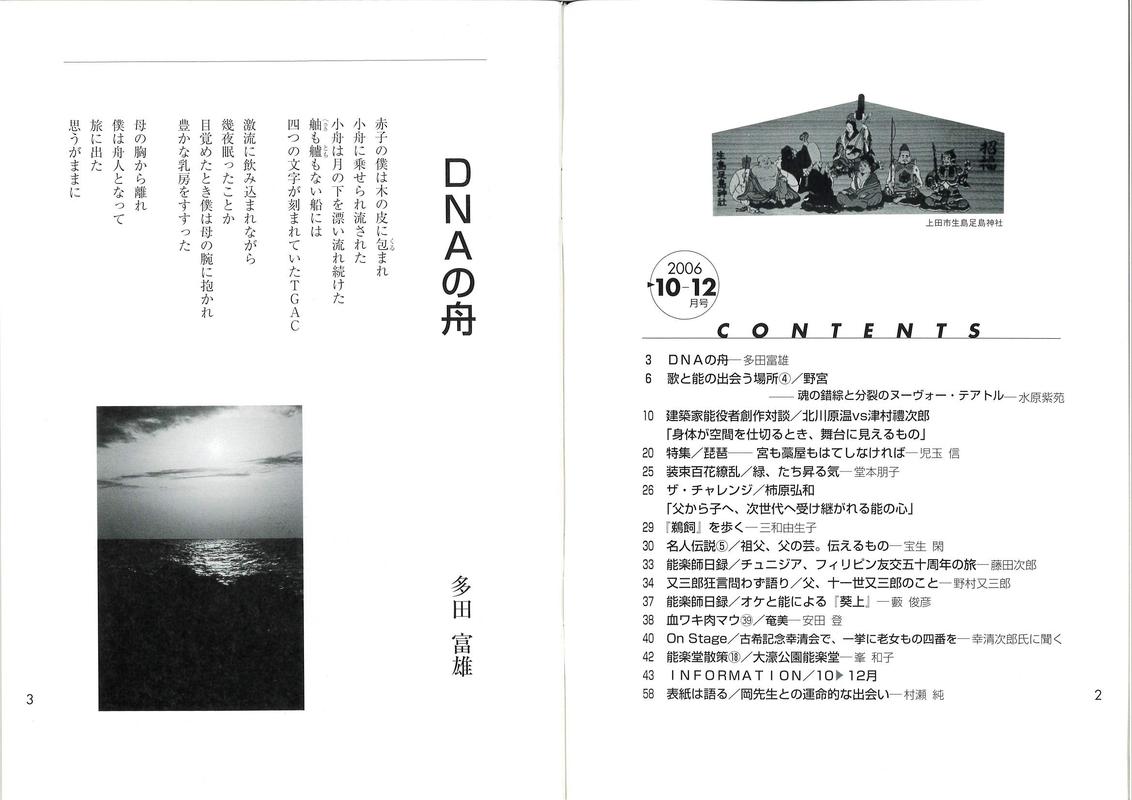 招福
生島足島神社
上田市生島足島神社
2006
10-12
月号
CONTENTS
3 DNAの舟─多田富雄
6 歌と能の出会う場所④／野宮
── 魂の錯綜と分裂のヌーヴォー・テアトル─水原紫苑
10 建築家能役者創作対談／北川原温vs津村禮次郎
「身体が空間を仕切るとき、舞台に見えるもの」
20 特集／琵琶── 宮も藁屋もはてしなければ─児玉 信
25 装束百花繚乱／緑、たち昇る気─堂本朋子
26 ザ・チャレンジ／柿原弘和
「父から子へ、次世代へ受け継がれる能の心」
29 『鵜飼』を歩く─三和由生子
30 名人伝説⑤／祖父、父の芸。伝えるもの─宝生 閑
33 能楽師日録／チュニジア、フィリピン友交五十周年の旅─藤田次郎
34 又三郎狂言問わず語り／父、十一世又三郎のこと─野村又三郎
37 能楽師日録／オケと能による『葵上』─藪 俊彦
38 血ワキ肉マウ㊴／奄美─安田 登
40 On Stage／古希記念幸清会で、一挙に老女もの四番を─幸清次郎氏に聞く
42 能楽堂散策⑱／大濠公園能楽堂─峯 和子
43 INFORMATION／10▶12月
58 表紙は語る／岡先生との運命的な出会い─村瀬 純
2
DNAの舟
多田 富雄
赤子の僕は木の皮に包まれ
くる
小舟に乗せられ流された
小舟は月の下を漂い流れ続けた
舳も艫もない船には
へさき とも
四つの文字が刻まれていたTGAC
激流に飲み込まれながら
幾夜眠ったことか
目覚めたとき僕は母の腕に抱かれ
豊かな乳房をすすった
母の胸から離れ
僕は舟人となって
旅に出た
思うがままに
3